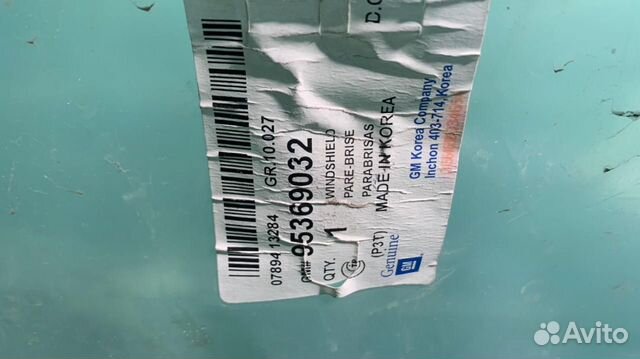 07894 13284 GR.10.027
95369032
QTY. 1 WINDSHIELD
PARE-BRISE
PARABRISAS
(P3T) MADE IN KOREA
Genuine GM
GM Korea Company
Inchon 403-714, Korea
Avito